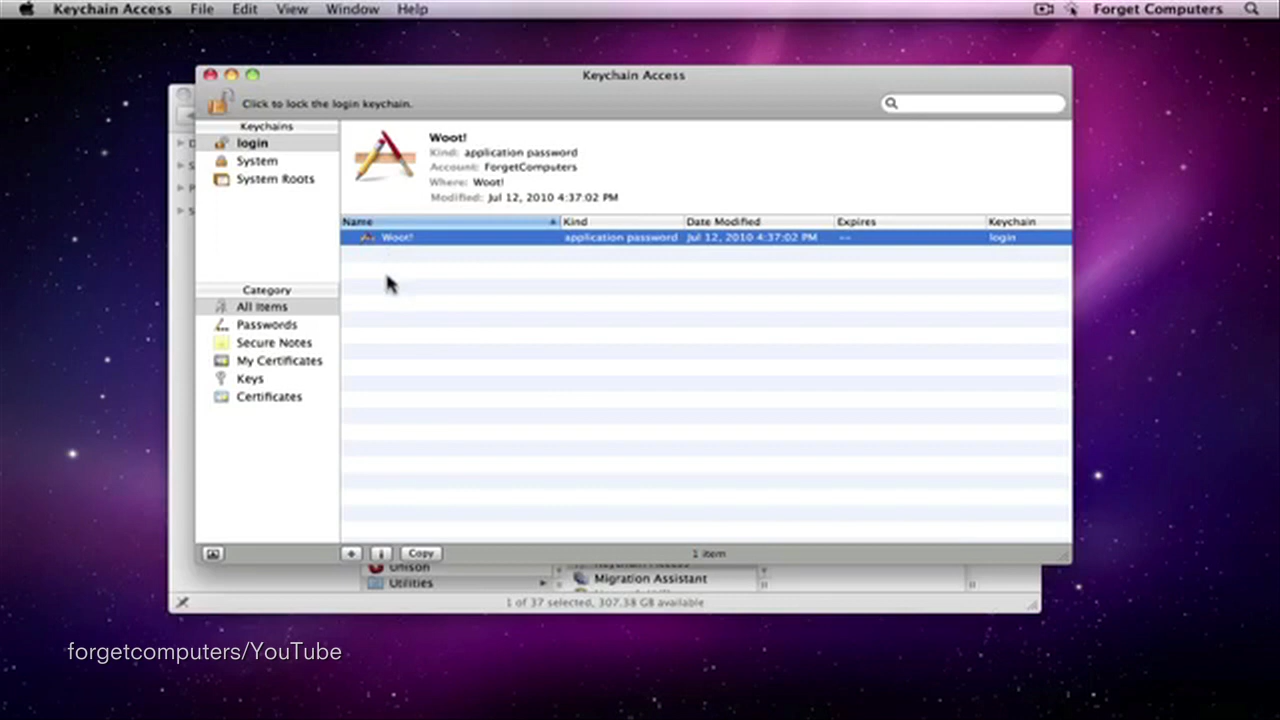 Keychain Access File Edit View Window Help Forget Computers
Keychain Access
Click to lock the login keychain.
Keychains
login
System
System Roots
Woot!
Kind: application password
Account: ForgetComputers
Where: Woot!
Modified: Jul 12, 2010 4:37:02 PM
Name Kind Date Modified Expires Keychain
Woot! application password Jul 12, 2010 4:37:02 PM -- login
Category
All Items
Passwords
Secure Notes
My Certificates
Keys
Certificates
+ i Copy 1 item
Unison
Utilities Migration Assistant
1 of 37 selected, 307.38 GB available
forgetcomputers/YouTube